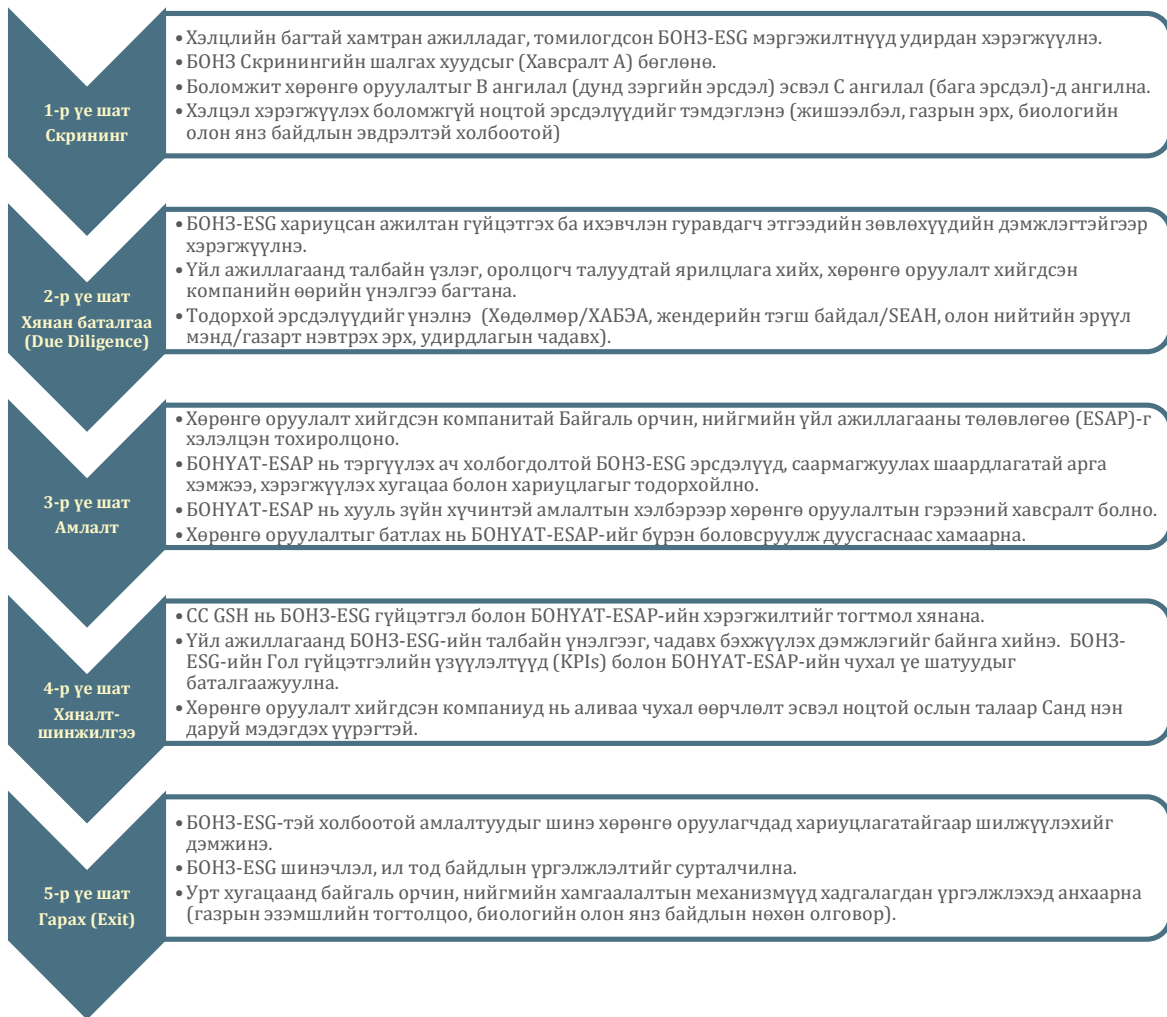 1-р үе шат
Скрининг
•Хэлцлийн багтай хамтран ажилладаг, томилогдсон БОНЗ-ESG мэргэжилтнүүд удирдан хэрэгжүүлнэ.
•БОНЗ Скринингийн шалгах хуудсыг (Хавсралт А) бөглөнө.
•Боломжит хөрөнгө оруулалтыг B ангилал (дунд зэргийн эрсдэл) эсвэл C ангилал (бага эрсдэл)-д ангилна.
•Хэлцэл хэрэгжүүлэх боломжгүй ноцтой эрсдэлүүдийг тэмдэглэнэ (жишээлбэл, газрын эрх, биологийн
олон янз байдлын эвдрэлтэй холбоотой)
2-р үе шат
Хянан баталгаа
(Due Diligence)
•БОНЗ-ESG хариуцсан ажилтан гүйцэтгэх ба ихэвчлэн гуравдагч этгээдийн зөвлөхүүдийн дэмжлэгтэйгээр
хэрэгжүүлнэ.
•Үйл ажиллагаанд талбайн үзлэг, оролцогч талуудтай ярилцлага хийх, хөрөнгө оруулалт хийгдсэн
компанийн өөрийн үнэлгээ багтана.
•Тодорхой эрсдэлүүдийг үнэлнэ (Хөдөлмөр/ХАБЭА, жендерийн тэгш байдал/SEAH, олон нийтийн эрүүл
мэнд/газарт нэвтрэх эрх, удирдлагын чадавх).
3-р үе шат
Амлалт
•Хөрөнгө оруулалт хийгдсэн компанитай Байгаль орчин, нийгмийн үйл ажиллагааны төлөвлөгөө (ESAP)-г
хэлэлцэн тохиролцоно.
•БОНҮАТ-ESAP нь тэргүүлэх ач холбогдолтой БОНЗ-ESG эрсдэлүүд, саармагжуулах шаардлагатай арга
хэмжээ, хэрэгжүүлэх хугацаа болон хариуцлагыг тодорхойлно.
•БОНҮАТ-ESAP нь хууль зүйн хүчинтэй амлалтын хэлбэрээр хөрөнгө оруулалтын гэрээний хавсралт болно.
•Хөрөнгө оруулалтыг батлах нь БОНҮАТ-ESAP-ийг бүрэн боловсруулж дуусгаснаас хамаарна.
4-р үе шат
Хяналт-
шинжилгээ
•CC GSH нь БОНЗ-ESG гүйцэтгэл болон БОНҮАТ-ESAP-ийн хэрэгжилтийг тогтмол хянана.
•Үйл ажиллагаанд БОНЗ-ESG-ийн талбайн үнэлгээг, чадавх бэхжүүлэх дэмжлэгийг байнга хийнэ. БОНЗ-
ESG-ийн Гол гүйцэтгэлийн үзүүлэлтүүд (KPIs) болон БОНҮАТ-ESAP-ийн чухал үе шатуудыг
баталгаажуулна.
•Хөрөнгө оруулалт хийгдсэн компаниуд нь аливаа чухал өөрчлөлт эсвэл ноцтой ослын талаар Санд нэн
даруй мэдэгдэх үүрэгтэй.
5-р үе шат
Гарах (Exit)
•БОНЗ-ESG-тэй холбоотой амлалтуудыг шинэ хөрөнгө оруулагчдад хариуцлагатайгаар шилжүүлэхийг
дэмжинэ.
•БОНЗ-ESG шинэчлэл, ил тод байдлын үргэлжлэлтийг сурталчилна.
•Урт хугацаанд байгаль орчин, нийгмийн хамгаалалтын механизмүүд хадгалагдан үргэлжлэхэд анхаарна
(газрын эзэмшлийн тогтолцоо, биологийн олон янз байдлын нөхөн олговор).